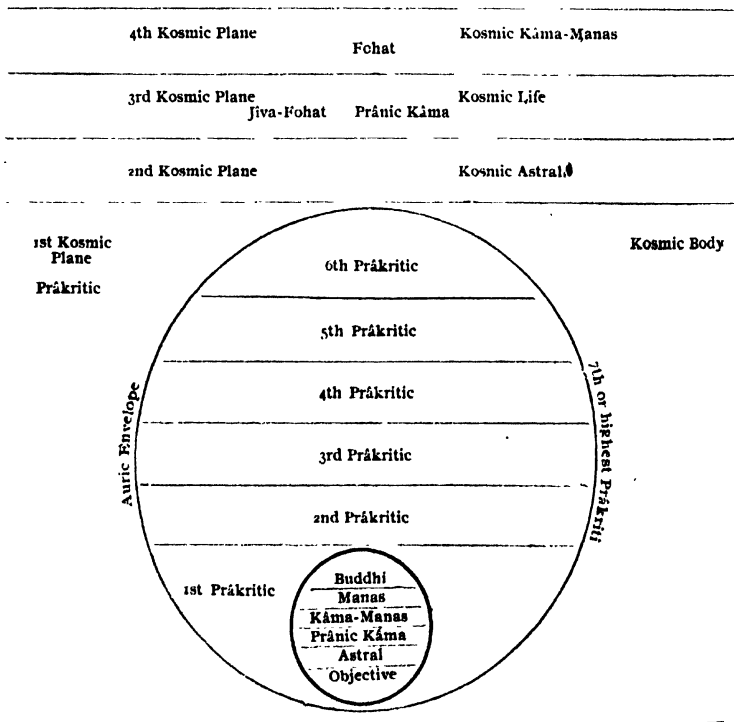 4th Kosmic Plane
Fohat
Kosmic Kâma-Manas
3rd Kosmic Plane
Jîva-Fohat
Prânic Kâma
Kosmic Life
2nd Kosmic Plane
Kosmic Astral
1st Kosmic
Plane
Prâkritic
Kosmic Body
Auric Envelope
7th or highest Prâkriti
6th Prâkritic
5th Prâkritic
4th Prâkritic
3rd Prâkritic
2nd Prâkritic
1st Prâkritic
Buddhi
Manas
Kâma-Manas
Prânic Kâma
Astral
Objective